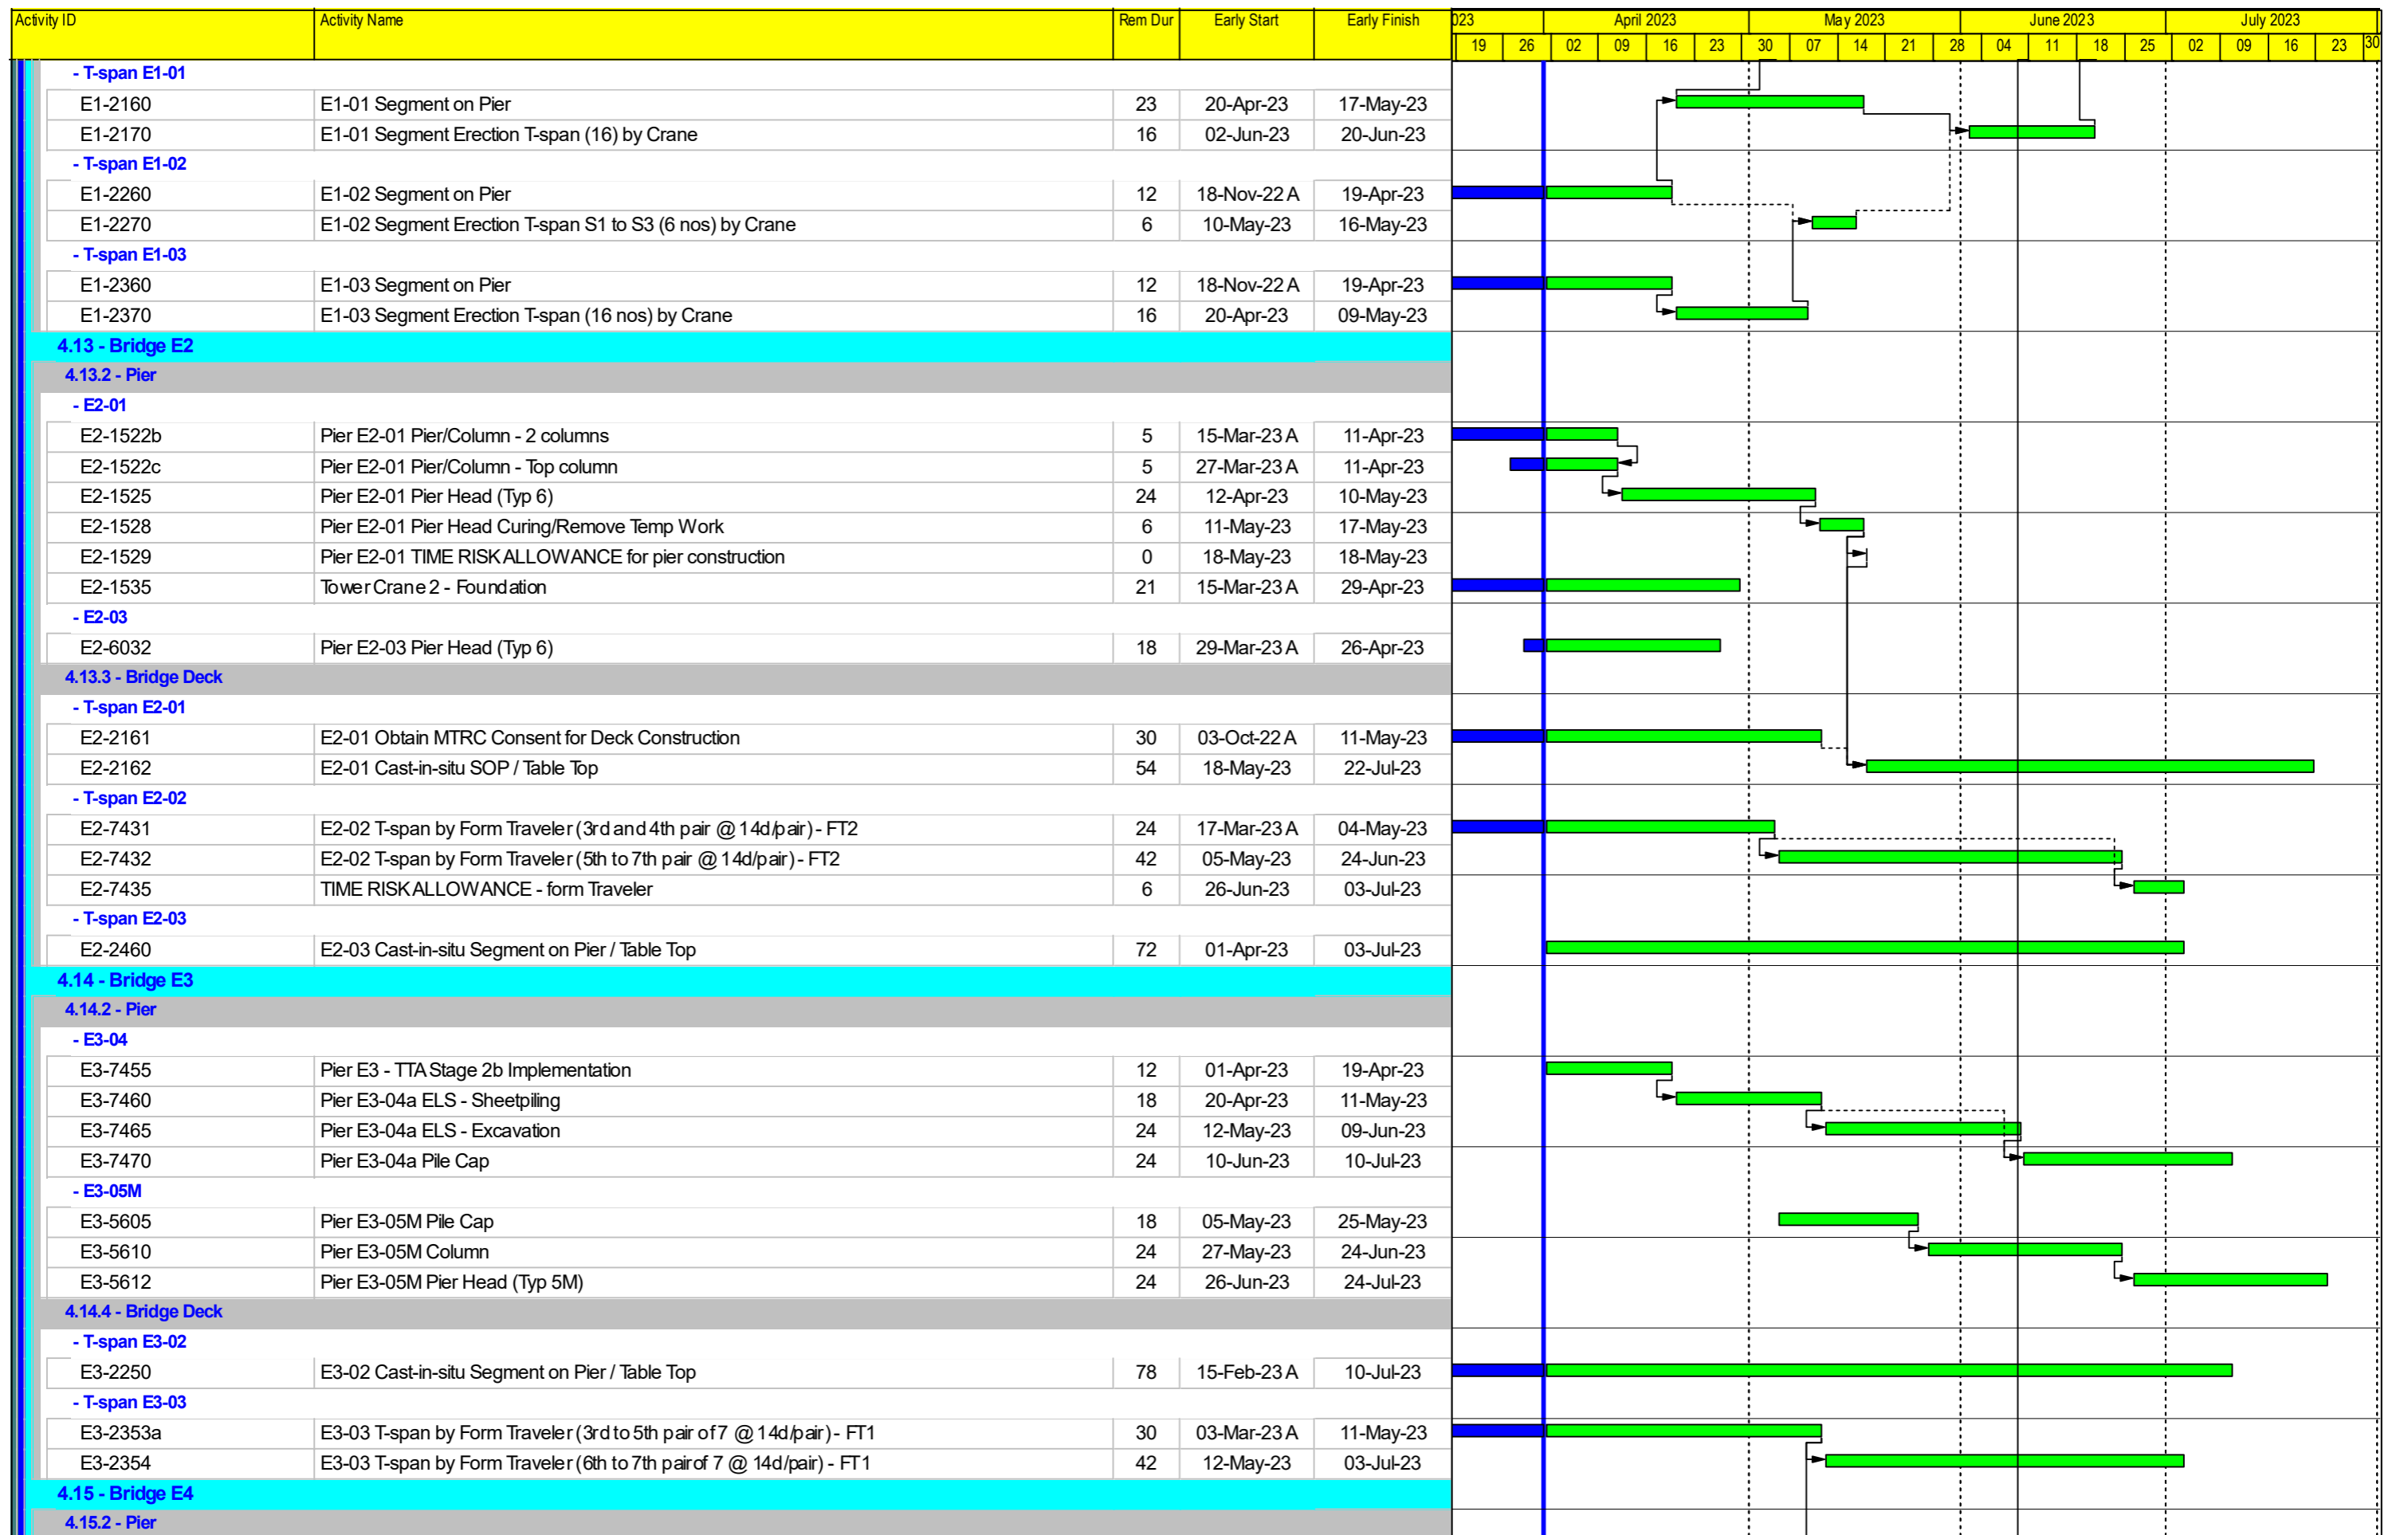 Activity ID Activity Name Rem Dur Early Start Early Finish 023 April 2023 May 2023 June 2023 July 2023
19 26 02 09 16 23 30 07 14 21 28 04 11 18 25 02 09 16 23 30
- T-span E1-01
E1-2160 E1-01 Segment on Pier 23 20-Apr-23 17-May-23
E1-2170 E1-01 Segment Erection T-span (16) by Crane 16 02-Jun-23 20-Jun-23
- T-span E1-02
E1-2260 E1-02 Segment on Pier 12 18-Nov-22 A 19-Apr-23
E1-2270 E1-02 Segment Erection T-span S1 to S3 (6 nos) by Crane 6 10-May-23 16-May-23
- T-span E1-03
E1-2360 E1-03 Segment on Pier 12 18-Nov-22 A 19-Apr-23
E1-2370 E1-03 Segment Erection T-span (16 nos) by Crane 16 20-Apr-23 09-May-23
4.13 - Bridge E2
4.13.2 - Pier
- E2-01
E2-1522b Pier E2-01 Pier/Column - 2 columns 5 15-Mar-23 A 11-Apr-23
E2-1522c Pier E2-01 Pier/Column - Top column 5 27-Mar-23 A 11-Apr-23
E2-1525 Pier E2-01 Pier Head (Typ 6) 24 12-Apr-23 10-May-23
E2-1528 Pier E2-01 Pier Head Curing/Remove Temp Work 6 11-May-23 17-May-23
E2-1529 Pier E2-01 TIME RISK ALLOWANCE for pier construction 0 18-May-23 18-May-23
E2-1535 Tower Crane 2 - Foundation 21 15-Mar-23 A 29-Apr-23
- E2-03
E2-6032 Pier E2-03 Pier Head (Typ 6) 18 29-Mar-23 A 26-Apr-23
4.13.3 - Bridge Deck
- T-span E2-01
E2-2161 E2-01 Obtain MTRC Consent for Deck Construction 30 03-Oct-22 A 11-May-23
E2-2162 E2-01 Cast-in-situ SOP / Table Top 54 18-May-23 22-Jul-23
- T-span E2-02
E2-7431 E2-02 T-span by Form Traveler (3rd and 4th pair @ 14d/pair) - FT2 24 17-Mar-23 A 04-May-23
E2-7432 E2-02 T-span by Form Traveler (5th to 7th pair @ 14d/pair) - FT2 42 05-May-23 24-Jun-23
E2-7435 TIME RISK ALLOWANCE - form Traveler 6 26-Jun-23 03-Jul-23
- T-span E2-03
E2-2460 E2-03 Cast-in-situ Segment on Pier / Table Top 72 01-Apr-23 03-Jul-23
4.14 - Bridge E3
4.14.2 - Pier
- E3-04
E3-7455 Pier E3 - TTA Stage 2b Implementation 12 01-Apr-23 19-Apr-23
E3-7460 Pier E3-04a ELS - Sheetpiling 18 20-Apr-23 11-May-23
E3-7465 Pier E3-04a ELS - Excavation 24 12-May-23 09-Jun-23
E3-7470 Pier E3-04a Pile Cap 24 10-Jun-23 10-Jul-23
- E3-05M
E3-5605 Pier E3-05M Pile Cap 18 05-May-23 25-May-23
E3-5610 Pier E3-05M Column 24 27-May-23 24-Jun-23
E3-5612 Pier E3-05M Pier Head (Typ 5M) 24 26-Jun-23 24-Jul-23
4.14.4 - Bridge Deck
- T-span E3-02
E3-2250 E3-02 Cast-in-situ Segment on Pier / Table Top 78 15-Feb-23 A 10-Jul-23
- T-span E3-03
E3-2353a E3-03 T-span by Form Traveler (3rd to 5th pair of 7 @ 14d/pair) - FT1 30 03-Mar-23 A 11-May-23
E3-2354 E3-03 T-span by Form Traveler (6th to 7th pair of 7 @ 14d/pair) - FT1 42 12-May-23 03-Jul-23
4.15 - Bridge E4
4.15.2 - Pier